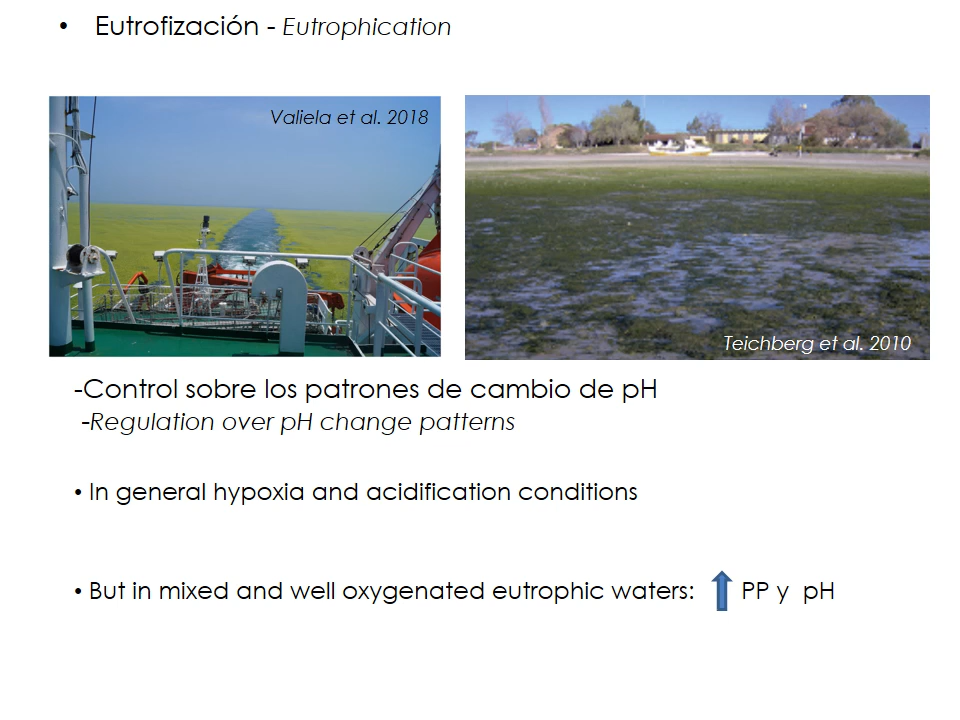 • Eutrofización - Eutrophication
Valiela et al. 2018
Teichberg et al. 2010
-Control sobre los patrones de cambio de pH
-Regulation over pH change patterns
• In general hypoxia and acidification conditions
• But in mixed and well oxygenated eutrophic waters: PP y pH